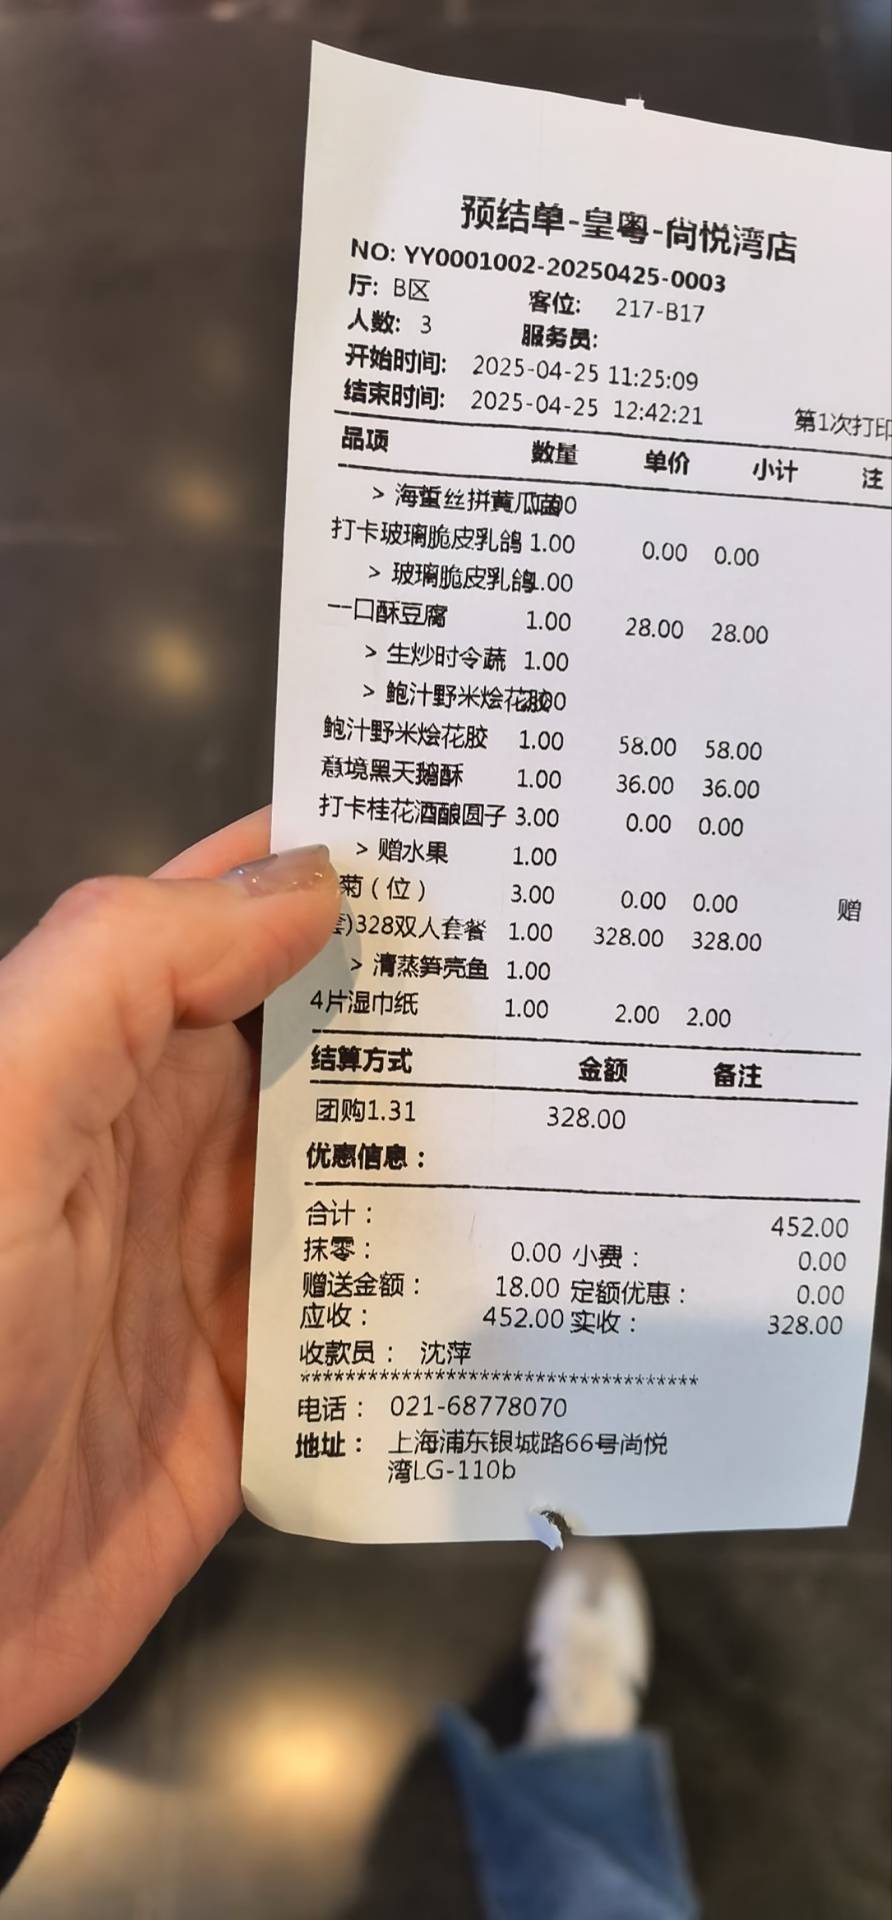 预结单-皇粤-尚悦湾店
NO: YY0001002-20250425-0003
厅: B区 客位: 217-B17
人数: 3 服务员:
开始时间: 2025-04-25 11:25:09
结束时间: 2025-04-25 12:42:21 第1次打印
品项 数量 单价 小计 注
> 海蜇丝拼黄瓜
打卡玻璃脆皮乳鸽 1.00 0.00 0.00
> 玻璃脆皮乳鸽 1.00
一口酥豆腐 1.00 28.00 28.00
> 生炒时令蔬 1.00
> 鲍汁野米烩花胶
鲍汁野米烩花胶 1.00 58.00 58.00
意境黑天鹅酥 1.00 36.00 36.00
打卡桂花酒酿圆子 3.00 0.00 0.00
> 赠水果 1.00
菊（位） 3.00 0.00 0.00 赠
套)328双人套餐 1.00 328.00 328.00
> 清蒸笋壳鱼 1.00
4片湿巾纸 1.00 2.00 2.00
结算方式 金额 备注
团购1.31 328.00
优惠信息：
合计： 452.00
抹零： 0.00 小费： 0.00
赠送金额： 18.00 定额优惠： 0.00
应收： 452.00 实收： 328.00
收款员： 沈萍
***********************************
电话： 021-68778070
地址： 上海浦东银城路66号尚悦
湾LG-110b